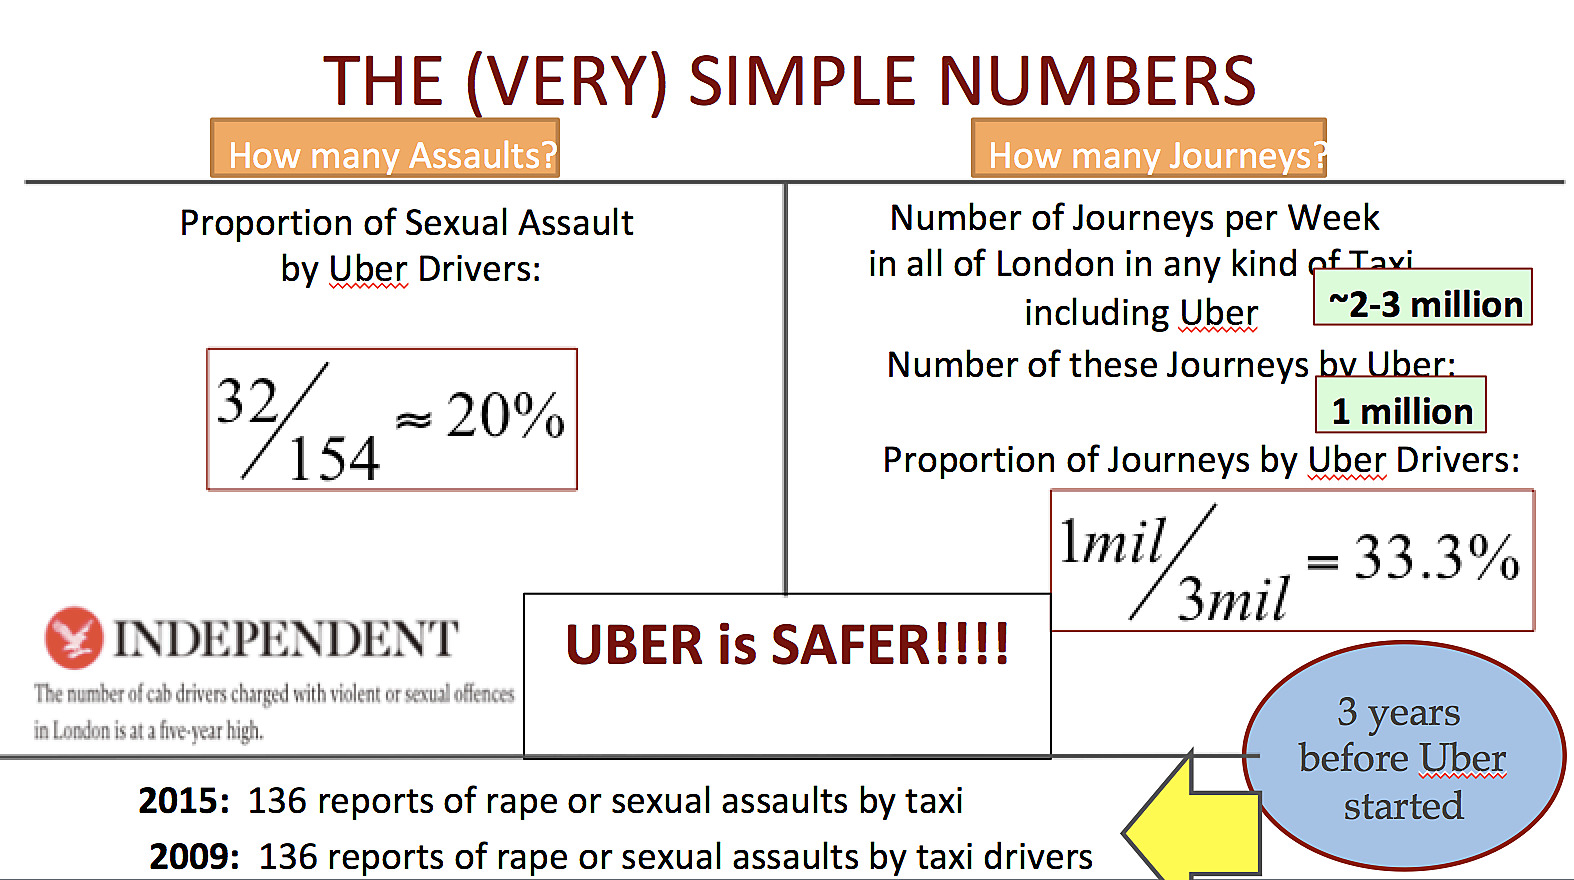 THE (VERY) SIMPLE NUMBERS
How many Assaults?
How many Journeys?
Proportion of Sexual Assault
by Uber Drivers:
32/154 ≈ 20%
Number of Journeys per Week
in all of London in any kind of Taxi
including Uber
~2-3 million
Number of these Journeys by Uber:
1 million
Proportion of Journeys by Uber Drivers:
1mil/3mil = 33.3%
INDEPENDENT
The number of cab drivers charged with violent or sexual offences
in London is at a five-year high.
UBER is SAFER!!!!
3 years
before Uber
started
2015: 136 reports of rape or sexual assaults by taxi
2009: 136 reports of rape or sexual assaults by taxi drivers